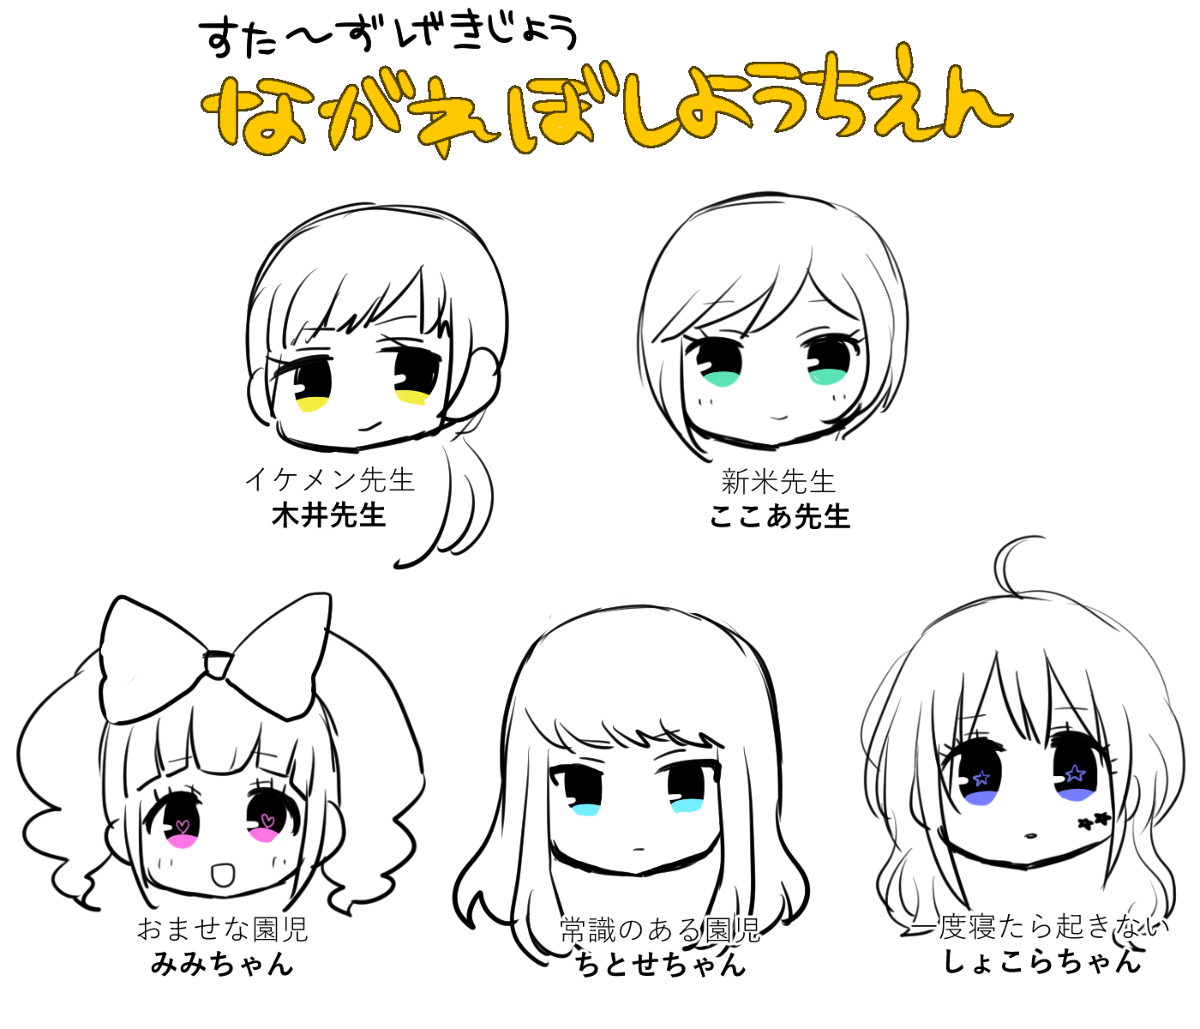 すた〜ずげきじょう
ながれぼしようちえん
イケメン先生
木井先生
新米先生
ここあ先生
おませな園児
みみちゃん
常識のある園児
ちとせちゃん
一度寝たら起きない
しょこらちゃん